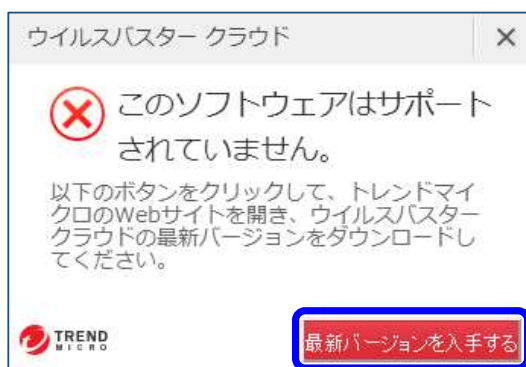 ウイルスバスター クラウド
このソフトウェアはサポート
されていません。
以下のボタンをクリックして、トレンドマイ
クロのWebサイトを開き、ウイルスバスター
クラウドの最新バージョンをダウンロードし
てください。
TREND
MICRO
最新バージョンを入手する